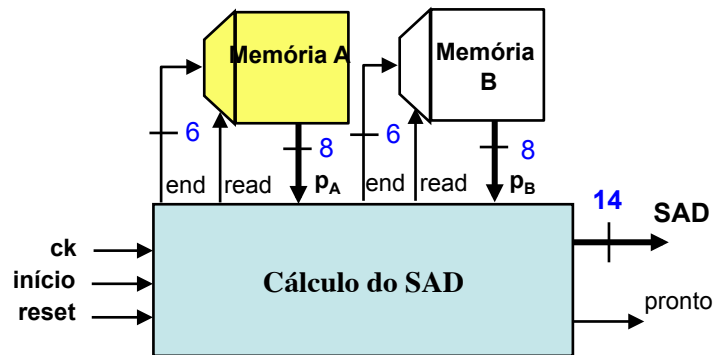 Memória A
Memória
B
6
8
6
8
end
read
pA
end
read
pB
14
SAD
ck
início
reset
Cálculo do SAD
pronto